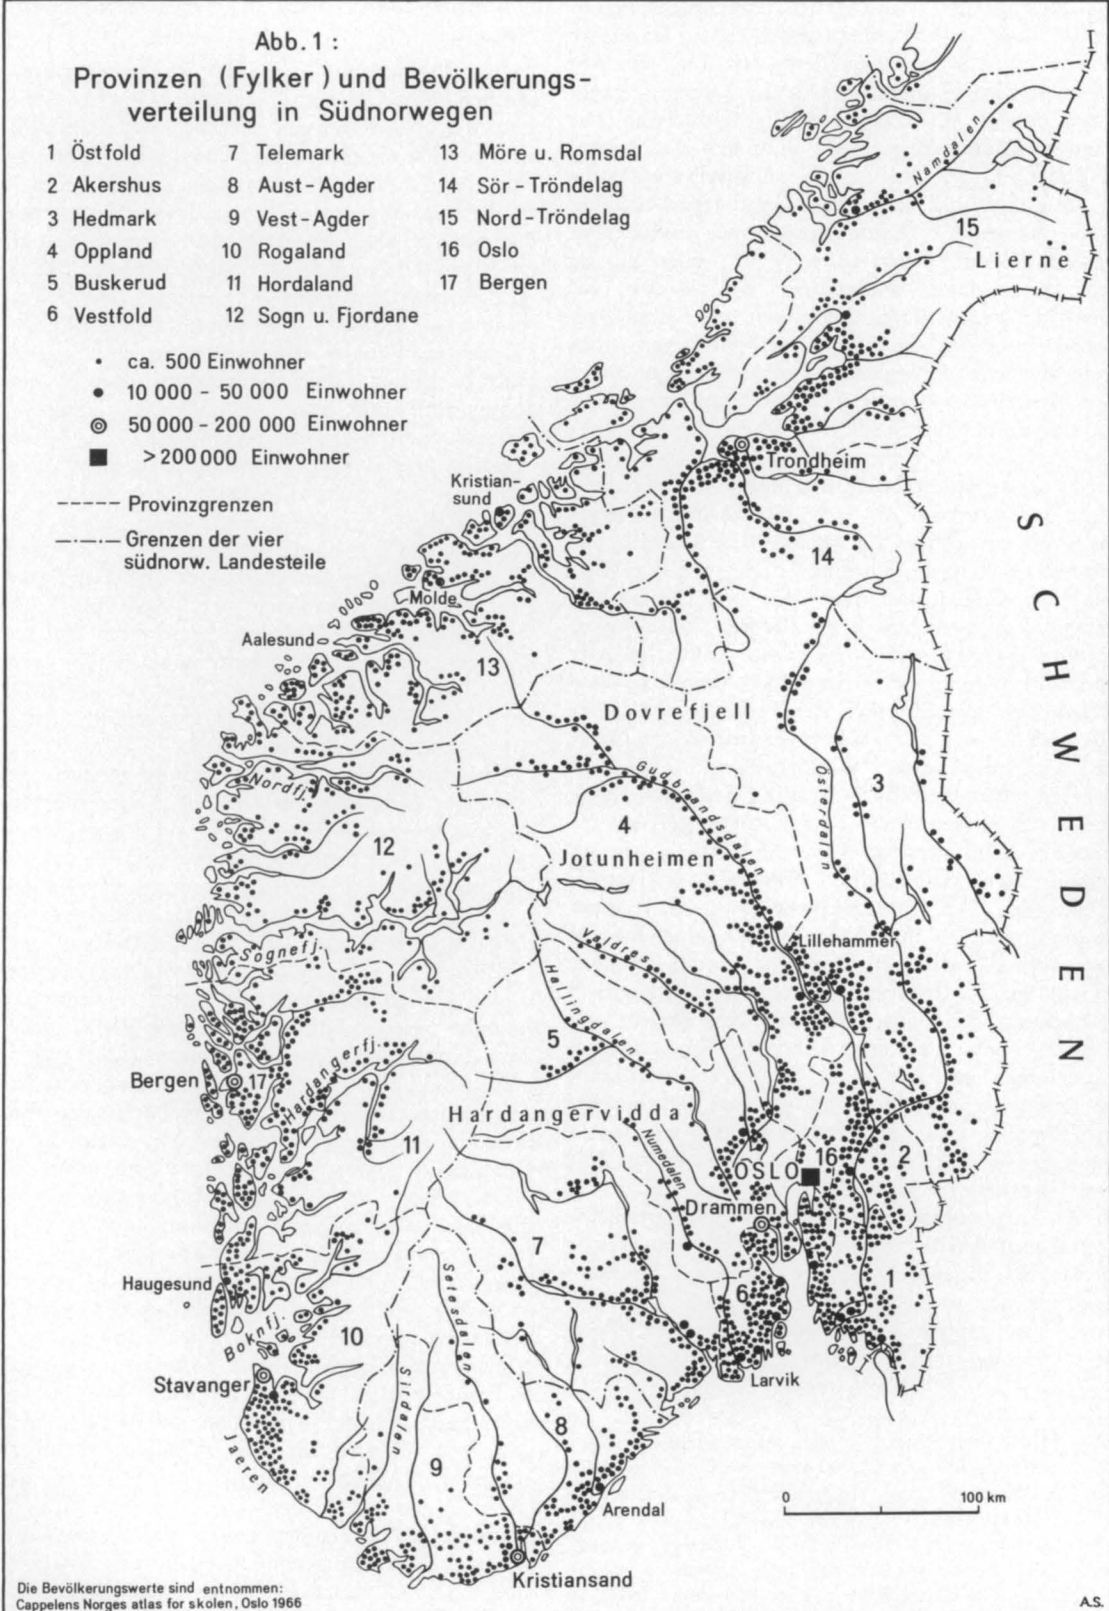 Abb. 1 :
Provinzen (Fylker) und Bevölkerungs-
verteilung in Südnorwegen
1 Östfold
2 Akershus
3 Hedmark
4 Oppland
5 Buskerud
6 Vestfold
7 Telemark
8 Aust-Agder
9 Vest-Agder
10 Rogaland
11 Hordaland
12 Sogn u. Fjordane
13 Möre u. Romsdal
14 Sör-Tröndelag
15 Nord-Tröndelag
16 Oslo
17 Bergen
ca. 500 Einwohner
10 000 - 50 000 Einwohner
50 000 - 200 000 Einwohner
>200 000 Einwohner
Provinzgrenzen
Grenzen der vier
südnorw. Landesteile
Namdalen
15
Lierne
Trondheim
Kristian-
sund
14
Molde
Aalesund
13
Dovrefjell
SCHWEDEN
Nordfj.
Gudbrandsdalen
Österdalen
3
4
12
Jotunheimen
Lillehammer
Sognefj.
Valdres
Hallingdalen
5
Bergen
17
Hardangerfj.
Hardangervidda
11
Numedalen
OSLO
16
2
Drammen
7
6
1
Haugesund
Setesdalen
Boknfj.
10
Sirdalen
Stavanger
Larvik
Jaeren
8
9
Arendal
0
100 km
Kristiansand
Die Bevölkerungswerte sind entnommen:
Cappelens Norges atlas for skolen, Oslo 1966
A.S.